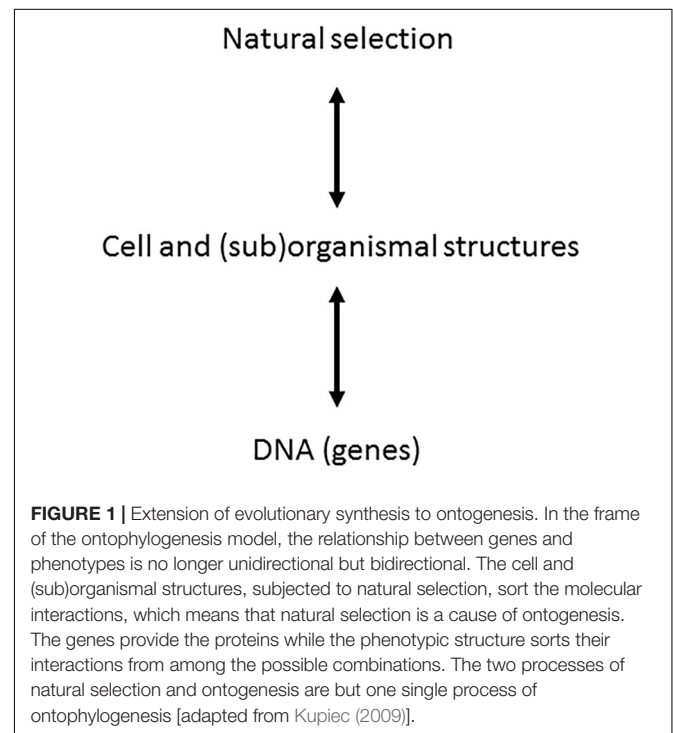 Natural selection
Cell and (sub)organismal structures
DNA (genes)
FIGURE 1 | Extension of evolutionary synthesis to ontogenesis. In the frame
of the ontophylogenesis model, the relationship between genes and
phenotypes is no longer unidirectional but bidirectional. The cell and
(sub)organismal structures, subjected to natural selection, sort the molecular
interactions, which means that natural selection is a cause of ontogenesis.
The genes provide the proteins while the phenotypic structure sorts their
interactions from among the possible combinations. The two processes of
natural selection and ontogenesis are but one single process of
ontophylogenesis [adapted from Kupiec (2009)].